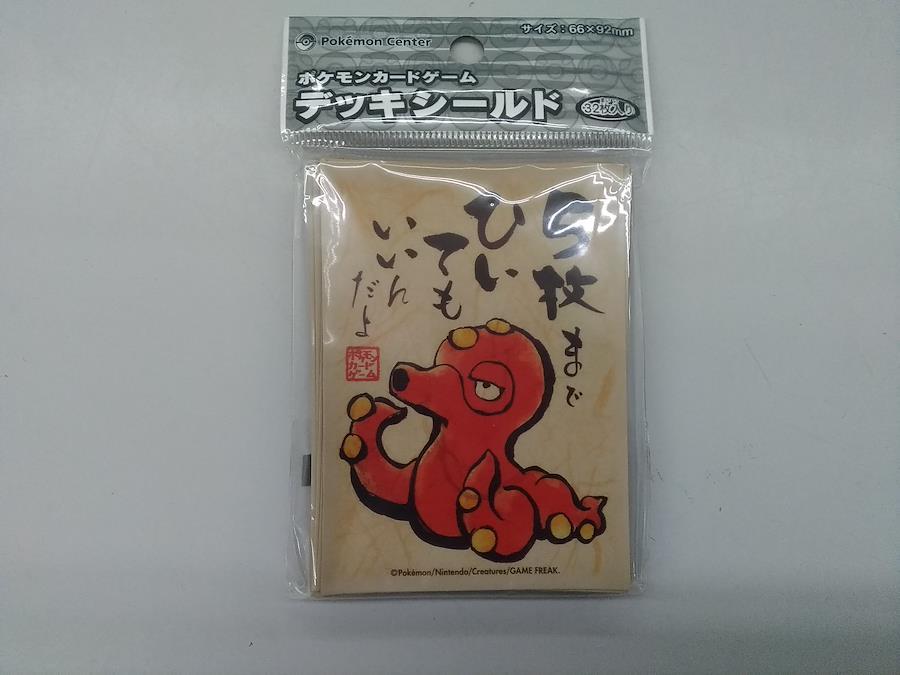 Pokémon Center
サイズ：66×92mm
ポケモンカードゲーム
デッキシールド
32枚入り
5枚
まで
ひい
ても
いいん
だよ
ポケモン
カード
ゲーム
©Pokémon/Nintendo/Creatures/GAME FREAK.